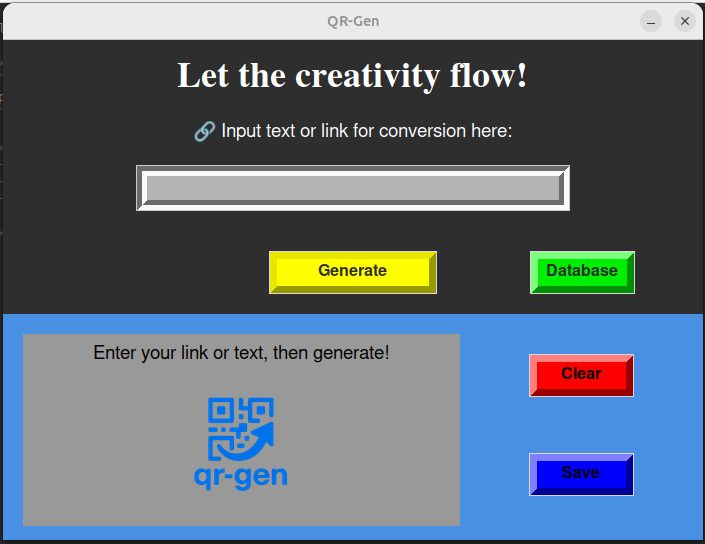 QR-Gen
Let the creativity flow!
🔗 Input text or link for conversion here:
Generate
Database
Enter your link or text, then generate!
Clear
qr-gen
Save